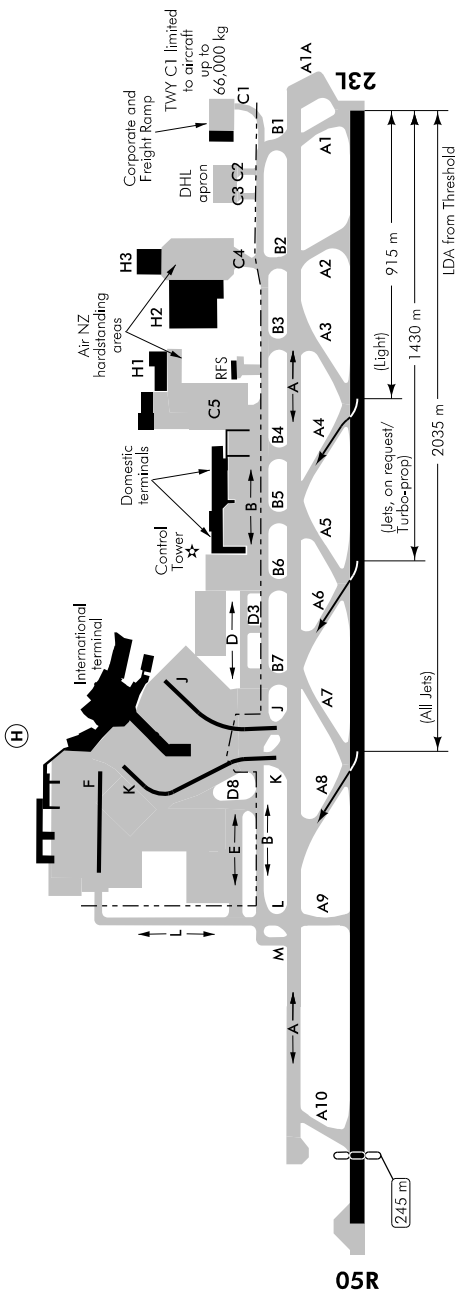 TWY C1 limited
to aircraft
up to
66,000 kg
Corporate and
Freight Ramp
C1
A1A
23L
B1
A1
DHL
apron
C3
C2
H3
C4
B2
A2
915 m
LDA from Threshold
Air NZ
hardstanding
areas
H2
B3
A3
1430 m
H1
RFS
A
(Light)
2035 m
C5
B4
A4
Domestic
terminals
B
B5
A5
(Jets, on request/
Turbo-prop)
Control
Tower
B6
A6
D
D3
International
terminal
B7
A7
(All Jets)
J
J
H
F
K
D8
K
A8
E
B
L
L
A9
M
A
A10
245 m
05R